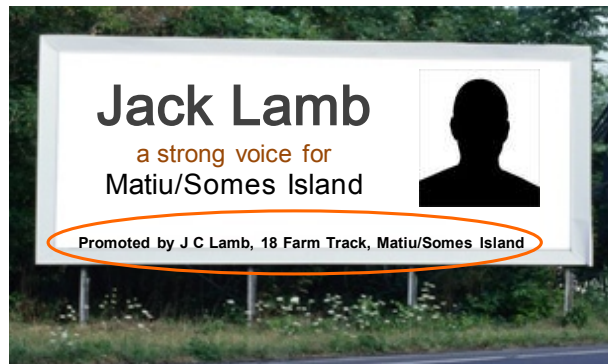 Jack Lamb
a strong voice for
Matiu/Somes Island
Promoted by J C Lamb, 18 Farm Track, Matiu/Somes Island